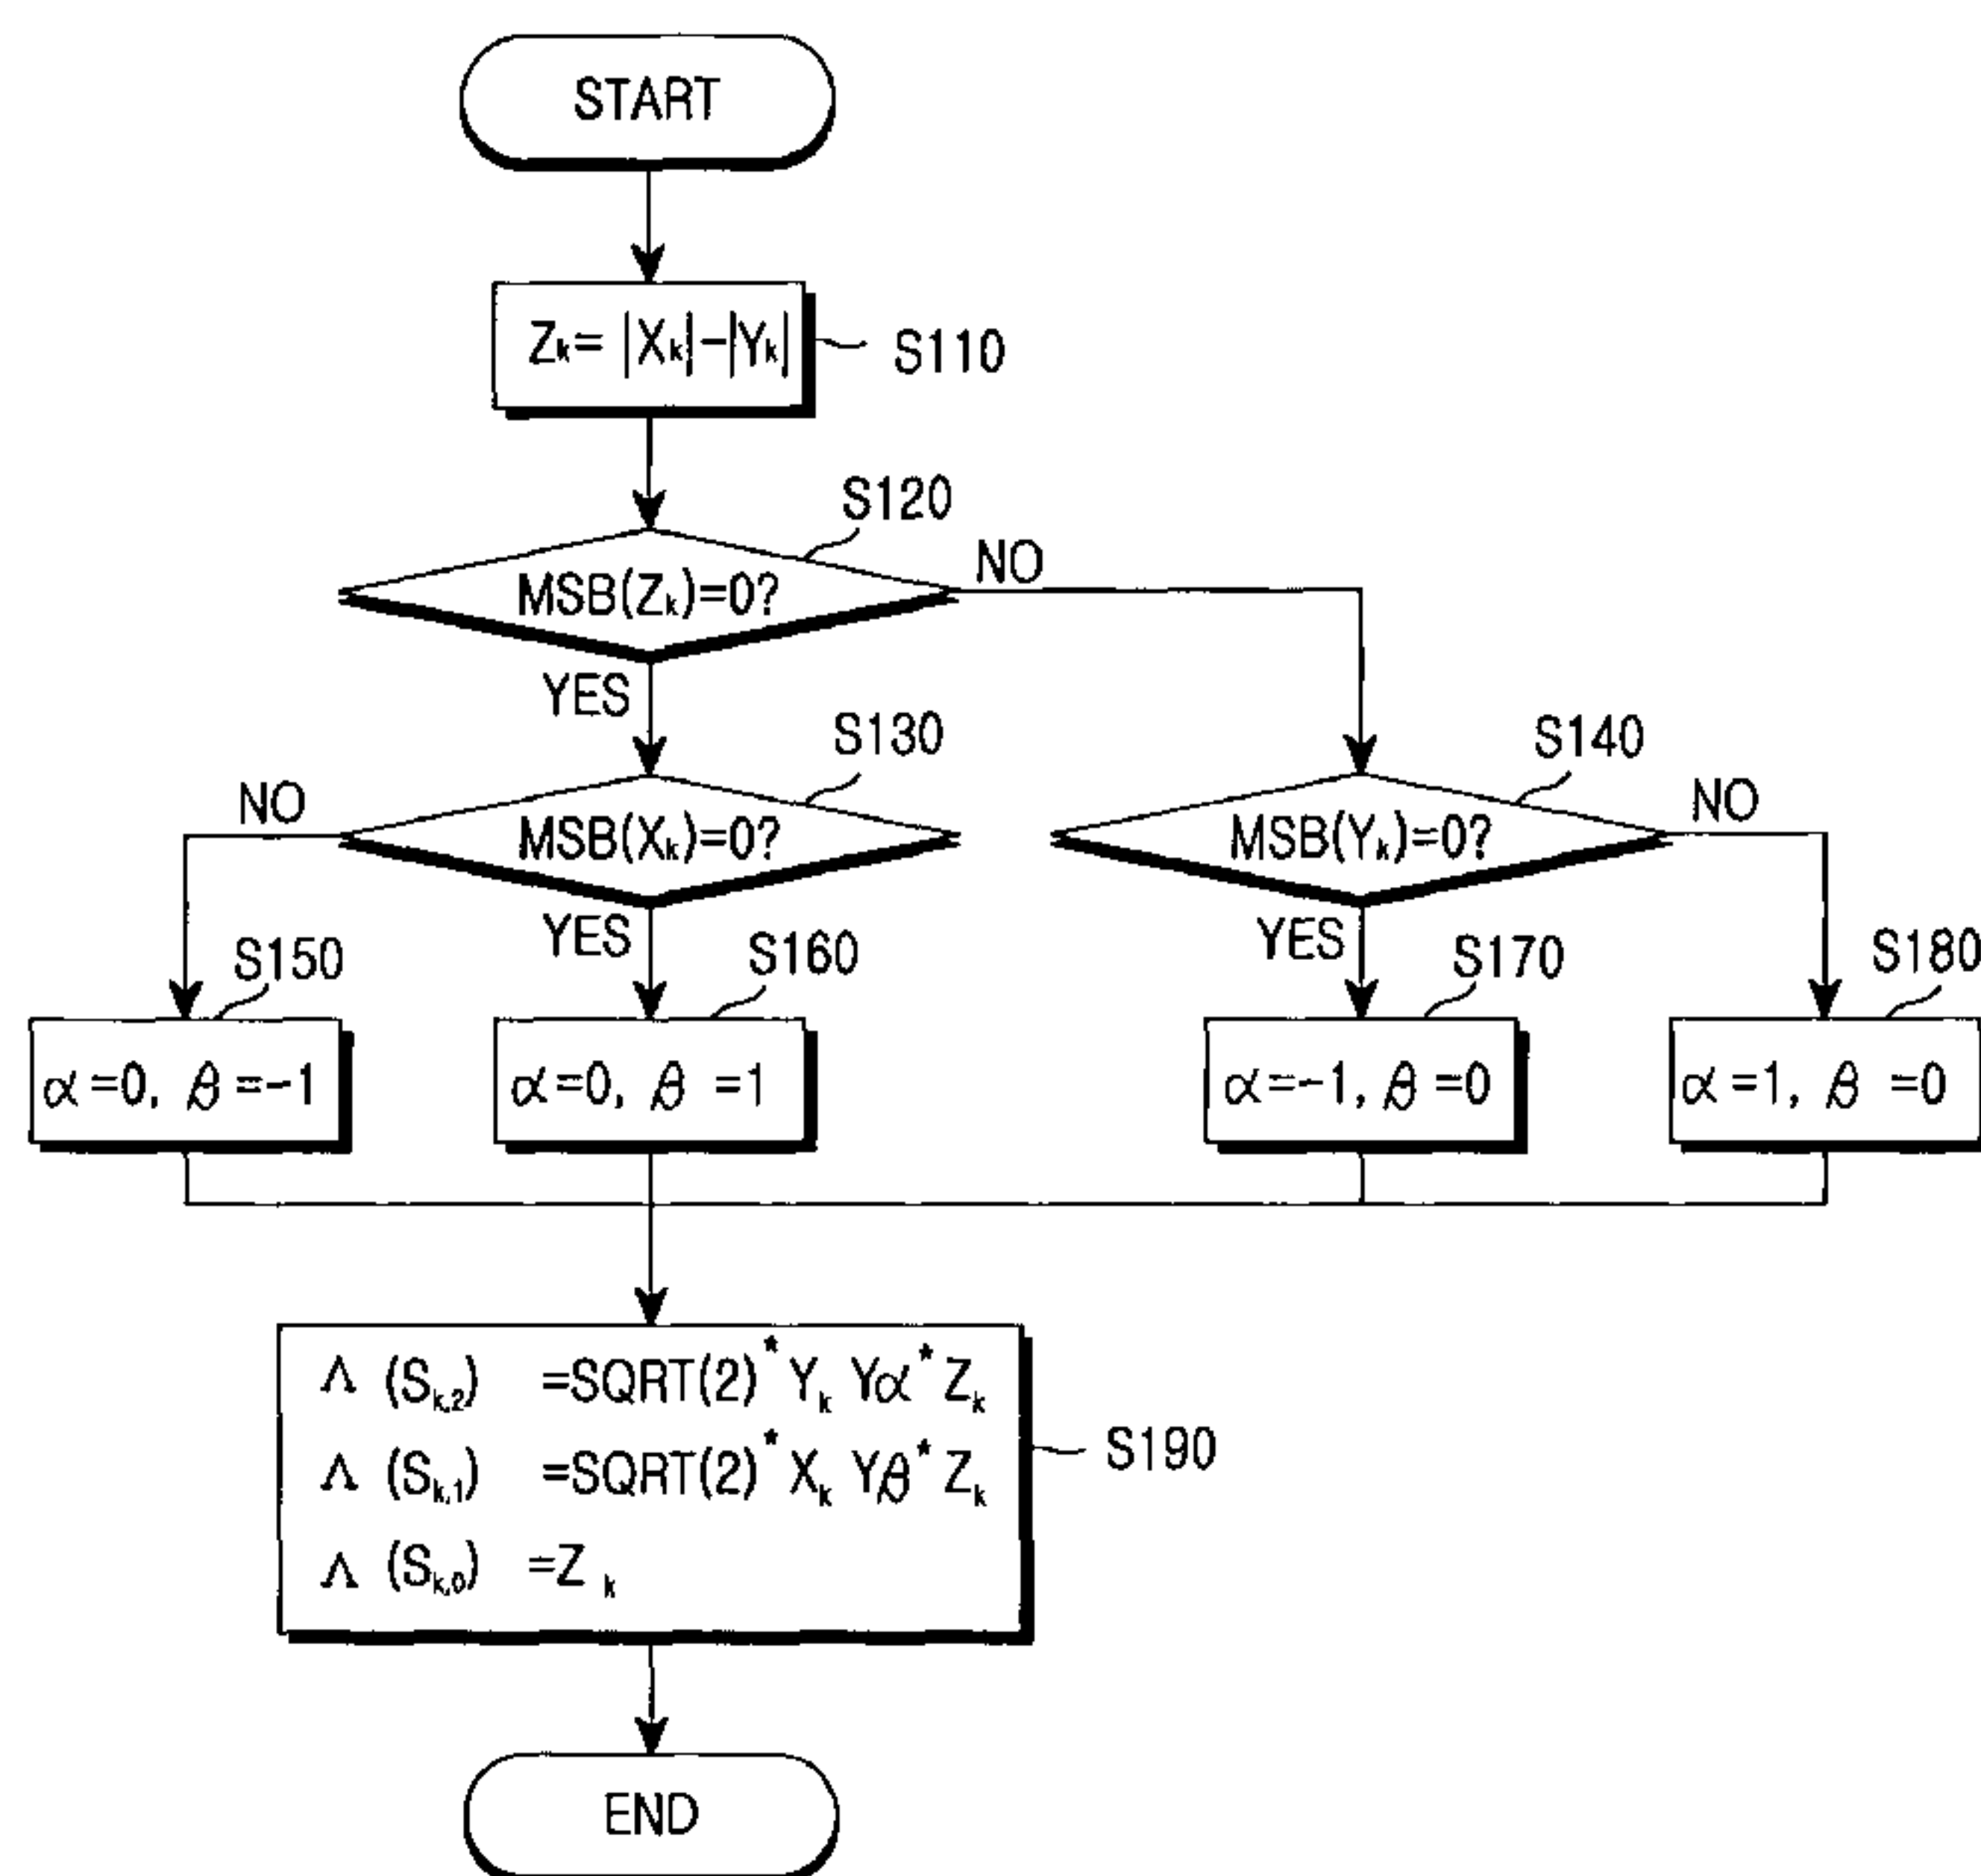 START
Zk= |Xk|-|Yk|
S110
S120
MSB(Zk)=0?
NO
YES
S130
S140
NO
MSB(Xk)=0?
MSB(Yk)=0?
NO
YES
YES
S150
S160
S170
S180
α=0, β=-1
α=0, β=1
α=-1, β=0
α=1, β=0
Λ (Sk,2) =SQRT(2)*Yk Yα*Zk
Λ (Sk,1) =SQRT(2)*Xk Yβ*Zk
Λ (Sk,0) =Zk
S190
END